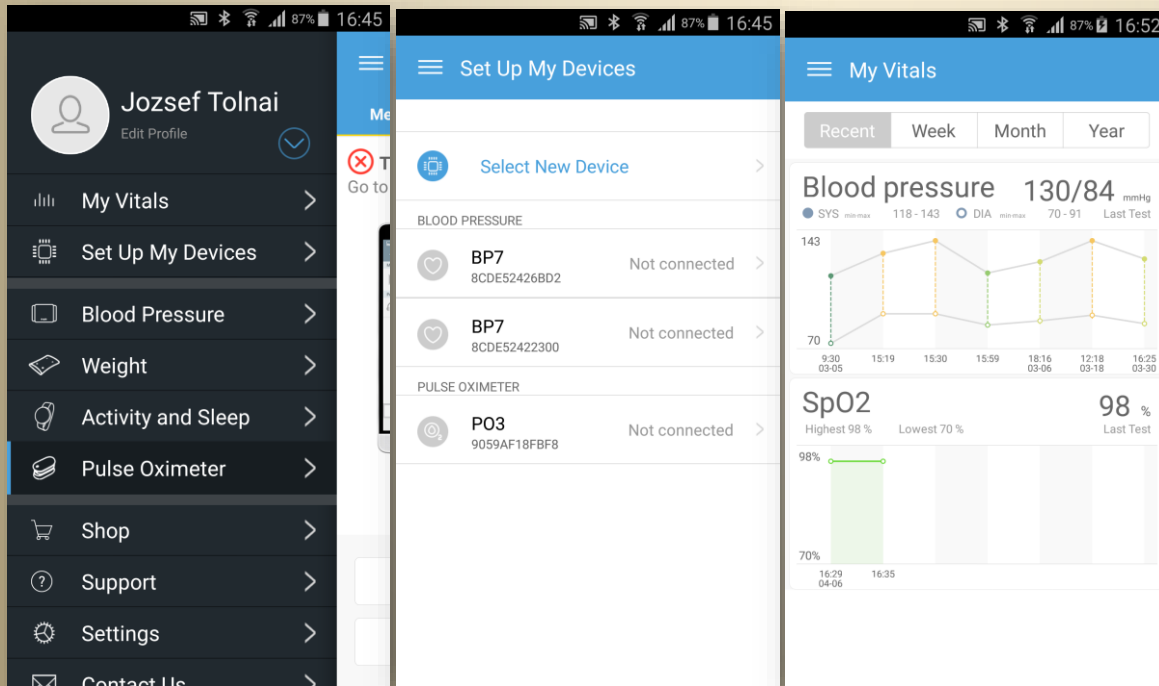 87% 16:45
Jozsef Tolnai
Edit Profile
My Vitals
Set Up My Devices
Blood Pressure
Weight
Activity and Sleep
Pulse Oximeter
Shop
Support
Settings
Contact Us
Me
T
Go to
87% 16:45
Set Up My Devices
Select New Device
BLOOD PRESSURE
BP7 Not connected
8CDE52426BD2
BP7 Not connected
8CDE52422300
PULSE OXIMETER
PO3 Not connected
9059AF18FBF8
87% 16:52
My Vitals
Recent Week Month Year
Blood pressure 130/84 mmHg
SYS min-max 118 - 143 DIA min-max 70 - 91 Last Test
143
70
9:30 15:19 15:30 15:59 18:16 12:18 16:25
03-05 03-06 03-18 03-30
SpO2 98 %
Highest 98 % Lowest 70 % Last Test
98%
70%
16:29 16:35
04-06